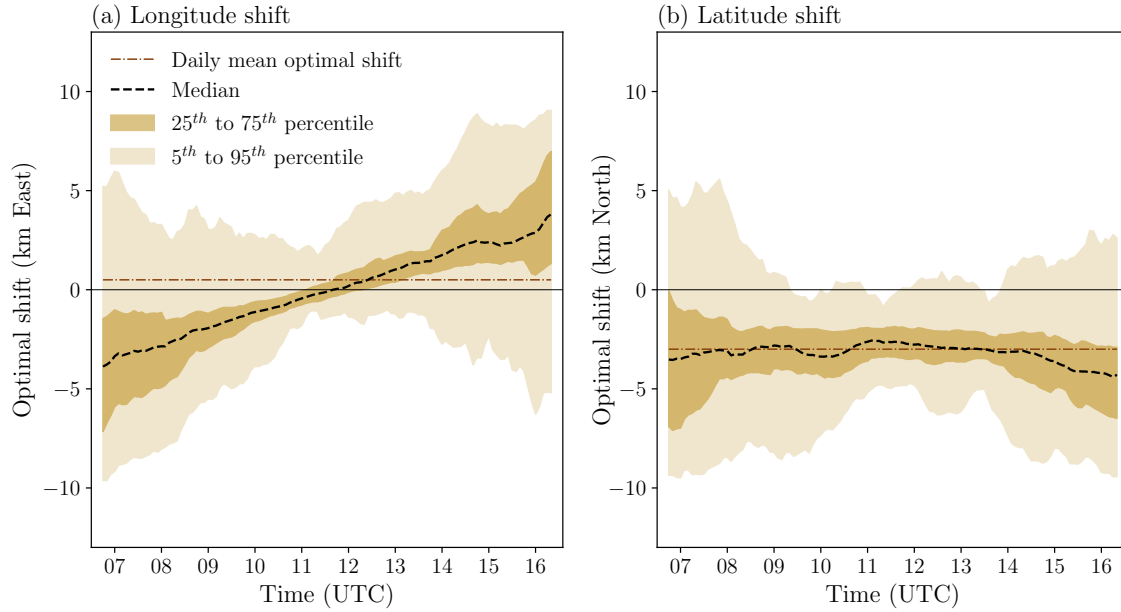 (a) Longitude shift
Daily mean optimal shift
Median
25th to 75th percentile
5th to 95th percentile
Optimal shift (km East)
10
5
0
−5
−10
07 08 09 10 11 12 13 14 15 16
Time (UTC)
(b) Latitude shift
Optimal shift (km North)
10
5
0
−5
−10
07 08 09 10 11 12 13 14 15 16
Time (UTC)